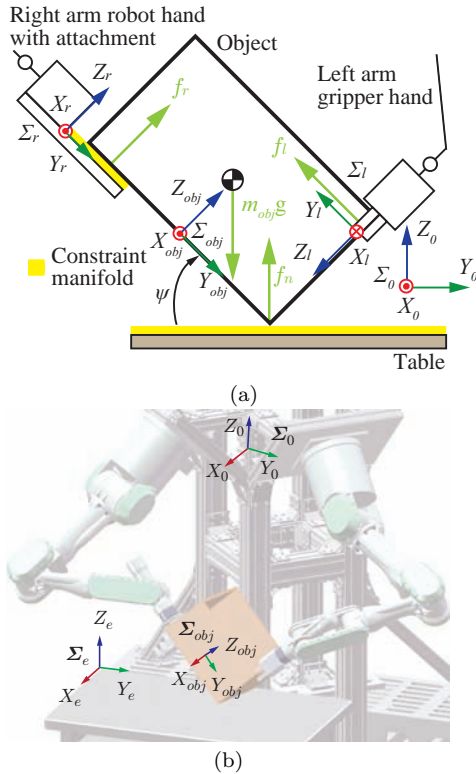 Right arm robot hand
with attachment
Object
Left arm
gripper hand
Z_r
X_r
Σ_r
Y_r
f_r
f_l
Σ_l
Z_obj
Y_l
m_obj g
X_obj
Σ_obj
X_l
Z_l
Z_0
Constraint
manifold
Y_obj
f_n
Σ_0
Y_0
X_0
ψ
Table
(a)
Z_0
Σ_0
X_0
Y_0
Z_e
Σ_obj
Z_obj
Σ_e
X_obj
Y_obj
X_e
Y_e
(b)